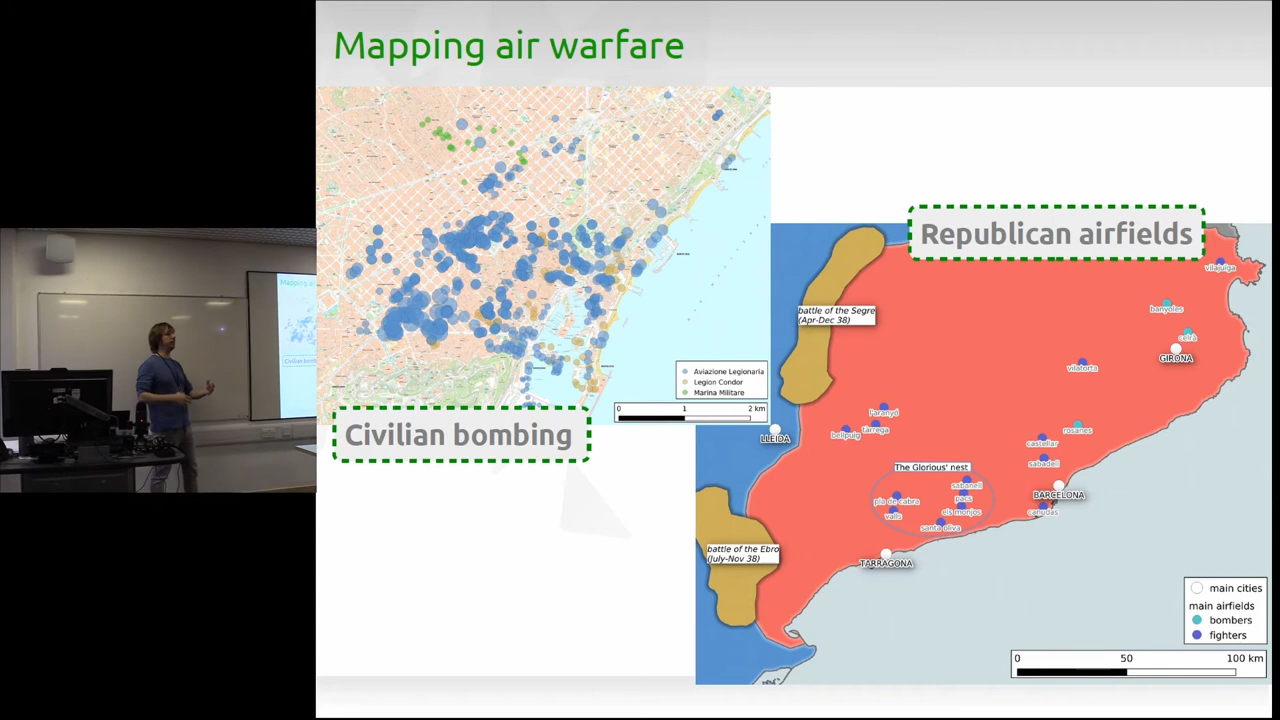 Mapping air warfare
Aviazione Legionaria
Legion Condor
Marina Militare
0 1 2 km
Civilian bombing
Republican airfields
vilajuïga
banyoles
celrà
GIRONA
vilatorta
battle of the Segre
(Apr-Dec 38)
l'aranyó
tàrrega
bellpuig
LLEIDA
rosanes
castellar
sabadell
The Glorious' nest
sabanell
pacs
pla de cabra
els monjos
valls
santa oliva
BARCELONA
canudas
battle of the Ebro
(July-Nov 38)
TARRAGONA
main cities
main airfields
bombers
fighters
0 50 100 km